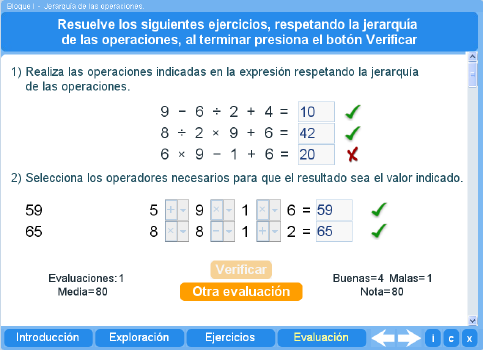 Bloque I - Jerarquía de las operaciones.
Resuelve los siguientes ejercicios, respetando la jerarquía
de las operaciones, al terminar presiona el botón Verificar
1) Realiza las operaciones indicadas en la expresión respetando la jerarquía
de las operaciones.
9 - 6 ÷ 2 + 4 = 10
8 ÷ 2 × 9 + 6 = 42
6 × 9 - 1 + 6 = 20
2) Selecciona los operadores necesarios para que el resultado sea el valor indicado.
59 5 + 9 × 1 × 6 = 59
65 8 × 8 - 1 + 2 = 65
Verificar
Evaluaciones: 1 Buenas=4 Malas=1
Media=80 Otra evaluación Nota=80
Introducción Exploración Ejercicios Evaluación i c x